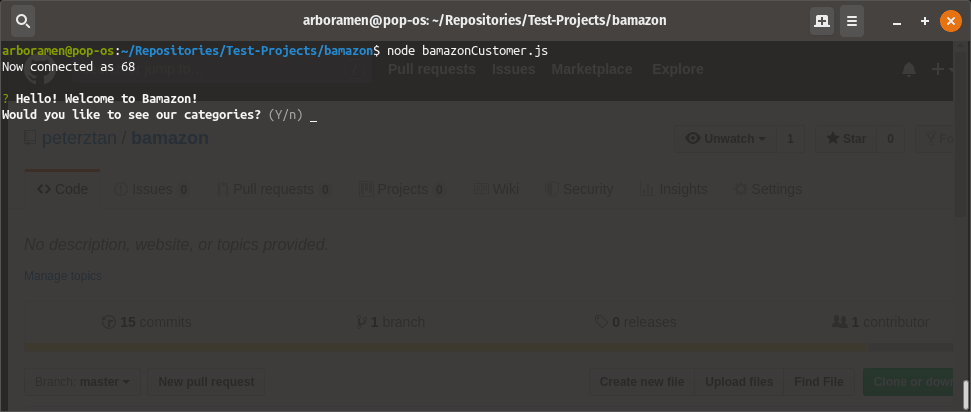 arboramen@pop-os: ~/Repositories/Test-Projects/bamazon
arboramen@pop-os:~/Repositories/Test-Projects/bamazon$ node bamazonCustomer.js
Now connected as 68
Pull requests Issues Marketplace Explore
? Hello! Welcome to Bamazon!
Would you like to see our categories? (Y/n) _
peterztan / bamazon
Unwatch 1 Star 0
Code Issues 0 Pull requests 0 Projects 0 Wiki Security Insights Settings
No description, website, or topics provided.
Manage topics
15 commits 1 branch 0 releases 1 contributor
Branch: master New pull request Create new file Upload files Find File Clone or down